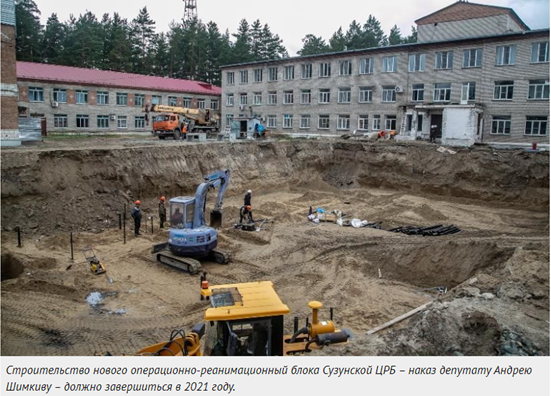 Строительство нового операционно-реанимационный блока Сузунской ЦРБ – наказ депутату Андрею
Шимкиву – должно завершиться в 2021 году.